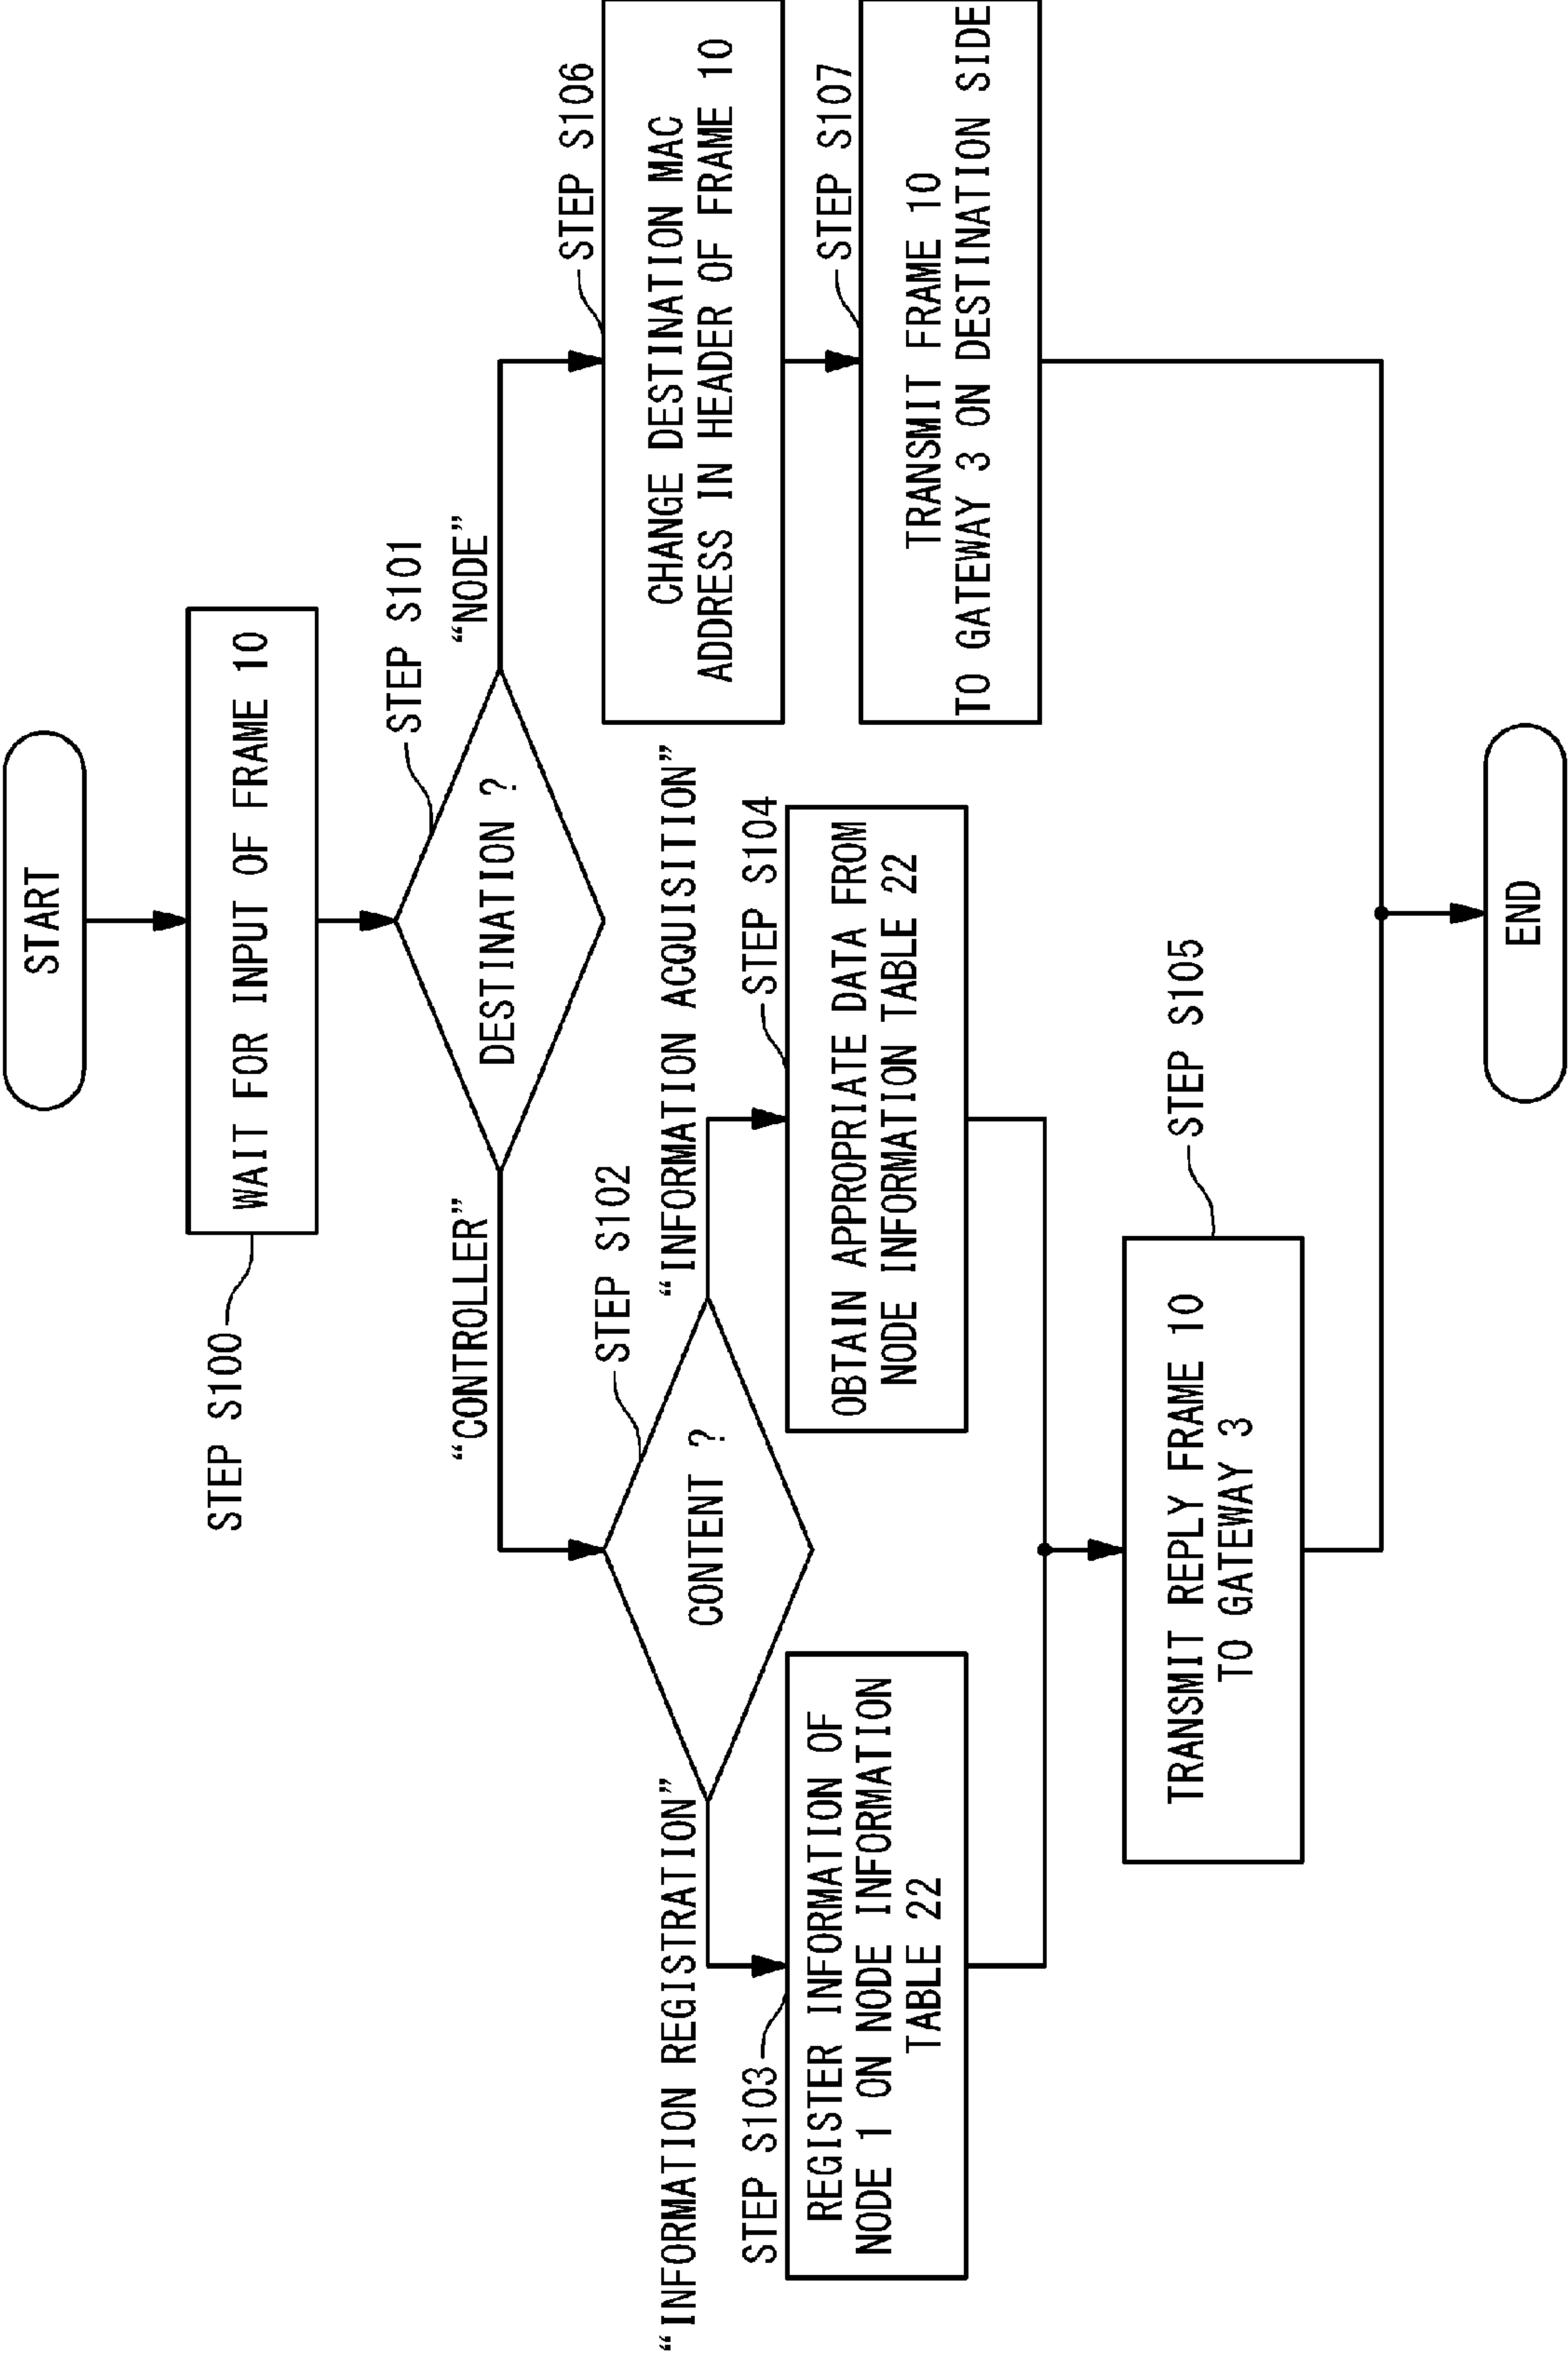 START
STEP S100
WAIT FOR INPUT OF FRAME 10
STEP S101
DESTINATION ?
“CONTROLLER”
“NODE”
STEP S102
CONTENT ?
“INFORMATION REGISTRATION”
“INFORMATION ACQUISITION”
STEP S103
REGISTER INFORMATION OF
NODE 1 ON NODE INFORMATION
TABLE 22
STEP S104
OBTAIN APPROPRIATE DATA FROM
NODE INFORMATION TABLE 22
STEP S105
TRANSMIT REPLY FRAME 10
TO GATEWAY 3
STEP S106
CHANGE DESTINATION MAC
ADDRESS IN HEADER OF FRAME 10
STEP S107
TRANSMIT FRAME 10
TO GATEWAY 3 ON DESTINATION SIDE
END